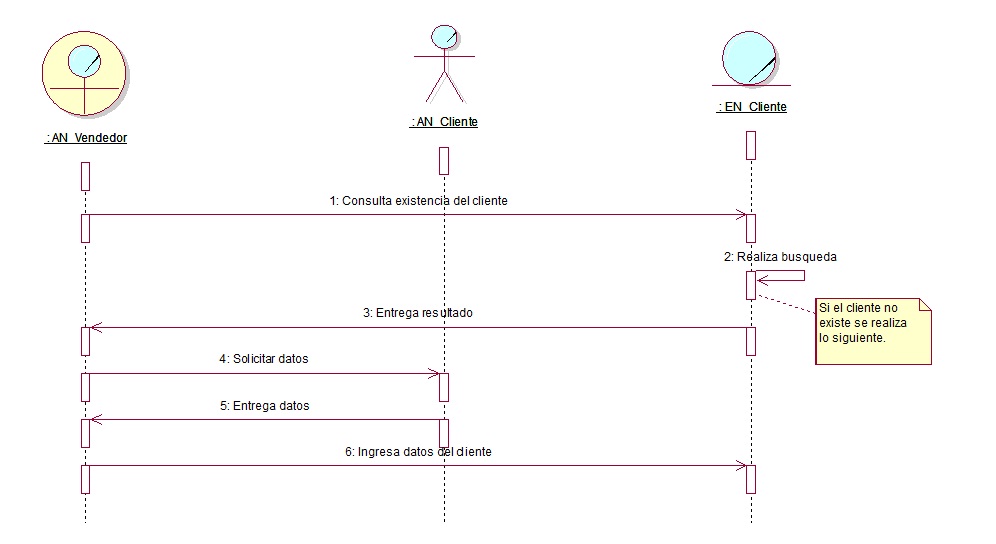 : AN_Vendedor
: AN_Cliente
: EN_Cliente
1: Consulta existencia del cliente
2: Realiza busqueda
Si el cliente no
existe se realiza
lo siguiente.
3: Entrega resultado
4: Solicitar datos
5: Entrega datos
6: Ingresa datos del cliente